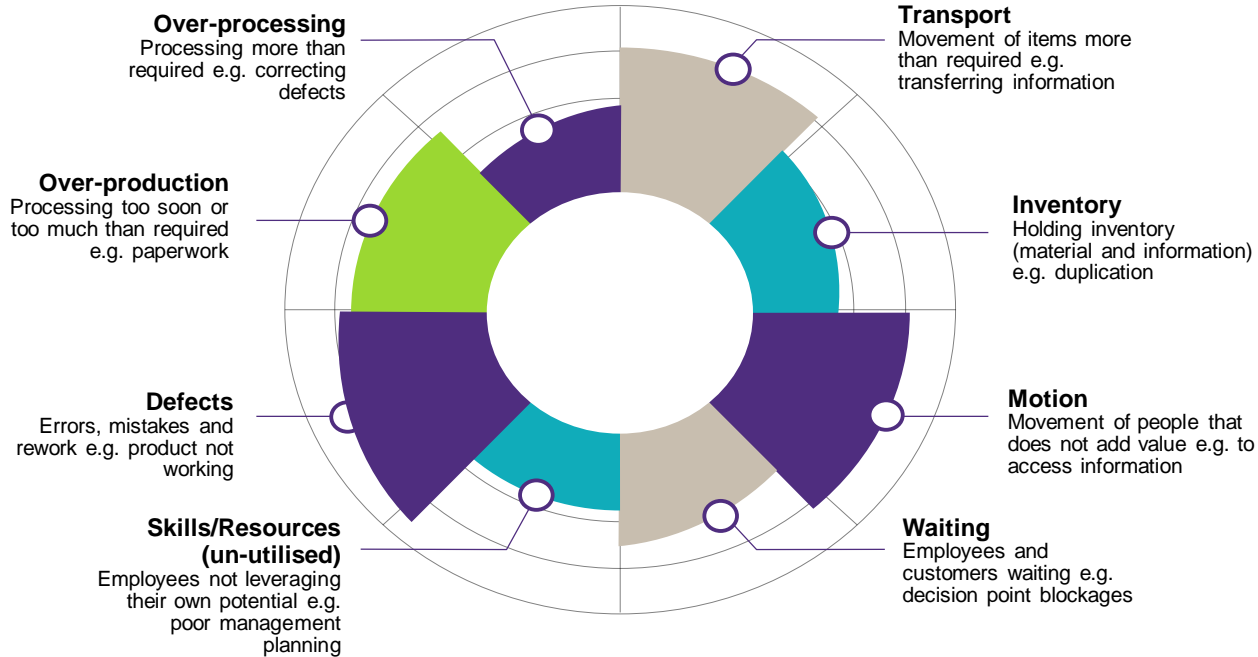 Over-processing
Processing more than
required e.g. correcting
defects
Transport
Movement of items more
than required e.g.
transferring information
Over-production
Processing too soon or
too much than required
e.g. paperwork
Inventory
Holding inventory
(material and information)
e.g. duplication
Defects
Errors, mistakes and
rework e.g. product not
working
Motion
Movement of people that
does not add value e.g. to
access information
Skills/Resources
(un-utilised)
Employees not leveraging
their own potential e.g.
poor management
planning
Waiting
Employees and
customers waiting e.g.
decision point blockages